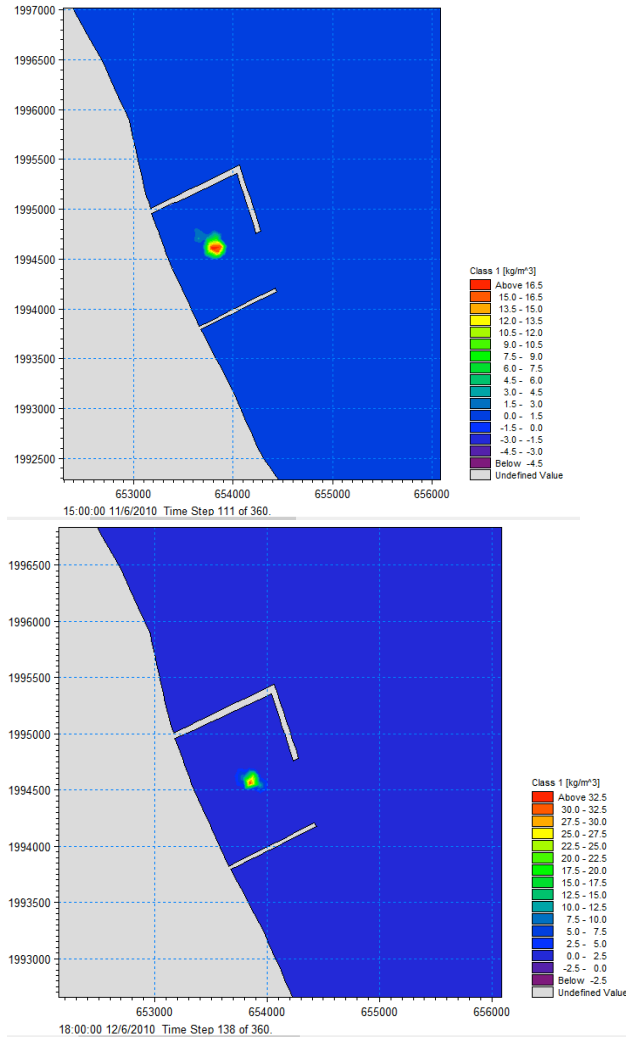 1997000
1996500
1996000
1995500
1995000
1994500
1994000
1993500
1993000
1992500
653000 654000 655000 656000
15:00:00 11/6/2010 Time Step 111 of 360.
Class 1 [kg/m^3]
Above 16.5
15.0 - 16.5
13.5 - 15.0
12.0 - 13.5
10.5 - 12.0
9.0 - 10.5
7.5 - 9.0
6.0 - 7.5
4.5 - 6.0
3.0 - 4.5
1.5 - 3.0
0.0 - 1.5
-1.5 - 0.0
-3.0 - -1.5
-4.5 - -3.0
Below -4.5
Undefined Value
1996500
1996000
1995500
1995000
1994500
1994000
1993500
1993000
653000 654000 655000 656000
18:00:00 12/6/2010 Time Step 138 of 360.
Class 1 [kg/m^3]
Above 32.5
30.0 - 32.5
27.5 - 30.0
25.0 - 27.5
22.5 - 25.0
20.0 - 22.5
17.5 - 20.0
15.0 - 17.5
12.5 - 15.0
10.0 - 12.5
7.5 - 10.0
5.0 - 7.5
2.5 - 5.0
0.0 - 2.5
-2.5 - 0.0
Below -2.5
Undefined Value